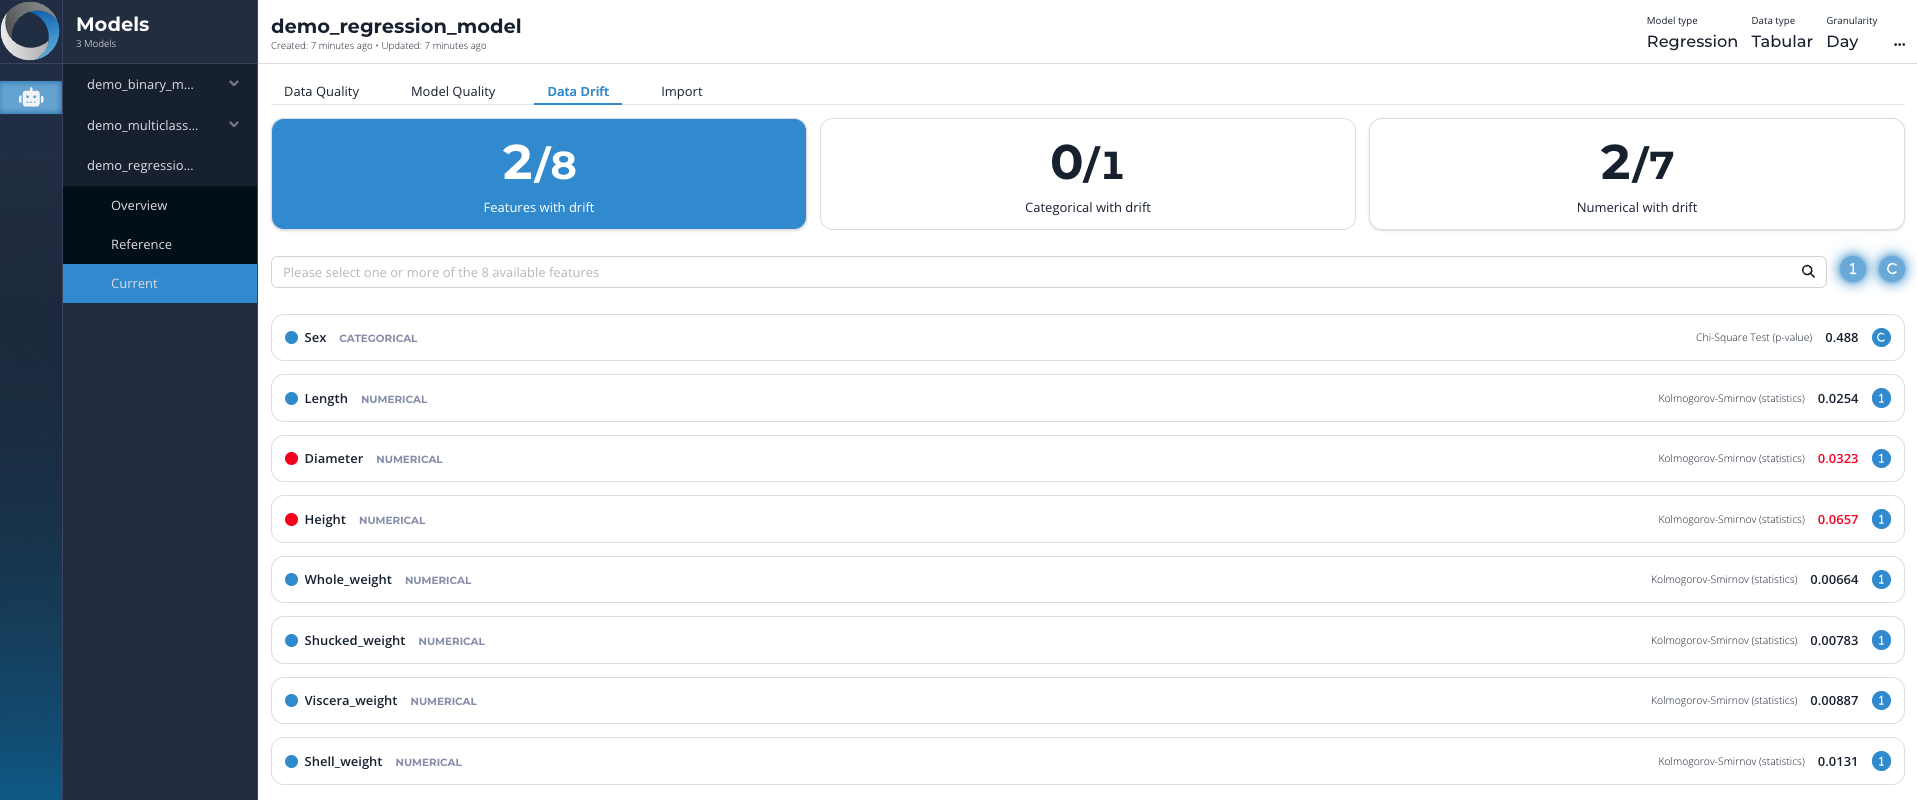 Models
3 Models
demo_binary_m...
demo_multiclass...
demo_regressio...
Overview
Reference
Current
demo_regression_model
Created: 7 minutes ago • Updated: 7 minutes ago
Model type
Regression
Data type
Tabular
Granularity
Day
...
Data Quality
Model Quality
Data Drift
Import
2/8
Features with drift
0/1
Categorical with drift
2/7
Numerical with drift
Please select one or more of the 8 available features
1
C
Sex CATEGORICAL Chi-Square Test (p-value) 0.488 C
Length NUMERICAL Kolmogorov-Smirnov (statistics) 0.0254 1
Diameter NUMERICAL Kolmogorov-Smirnov (statistics) 0.0323 1
Height NUMERICAL Kolmogorov-Smirnov (statistics) 0.0657 1
Whole_weight NUMERICAL Kolmogorov-Smirnov (statistics) 0.00664 1
Shucked_weight NUMERICAL Kolmogorov-Smirnov (statistics) 0.00783 1
Viscera_weight NUMERICAL Kolmogorov-Smirnov (statistics) 0.00887 1
Shell_weight NUMERICAL Kolmogorov-Smirnov (statistics) 0.0131 1